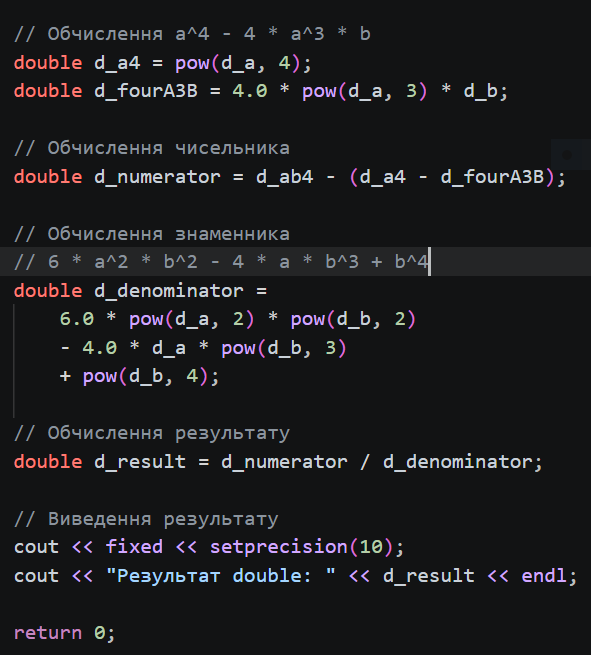 // Обчислення a^4 - 4 * a^3 * b
double d_a4 = pow(d_a, 4);
double d_fourA3B = 4.0 * pow(d_a, 3) * d_b;
// Обчислення чисельника
double d_numerator = d_ab4 - (d_a4 - d_fourA3B);
// Обчислення знаменника
// 6 * a^2 * b^2 - 4 * a * b^3 + b^4
double d_denominator =
6.0 * pow(d_a, 2) * pow(d_b, 2)
- 4.0 * d_a * pow(d_b, 3)
+ pow(d_b, 4);
// Обчислення результату
double d_result = d_numerator / d_denominator;
// Виведення результату
cout << fixed << setprecision(10);
cout << "Результат double: " << d_result << endl;
return 0;